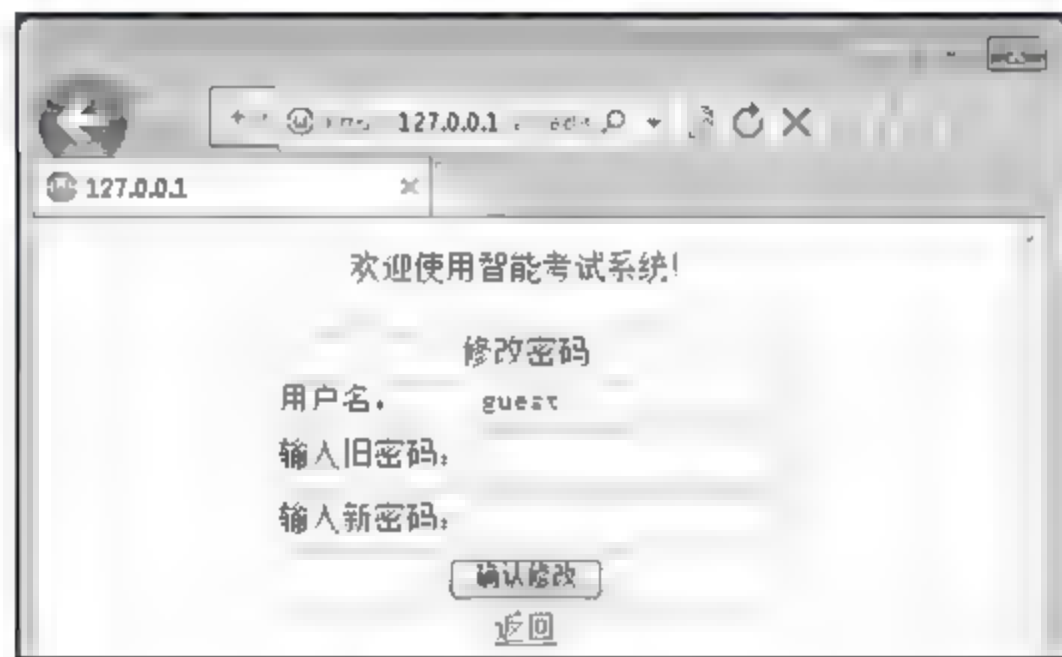 127.0.0.1
127.0.0.1
欢迎使用智能考试系统!
修改密码
用户名: guest
输入旧密码:
输入新密码:
确认修改
返回